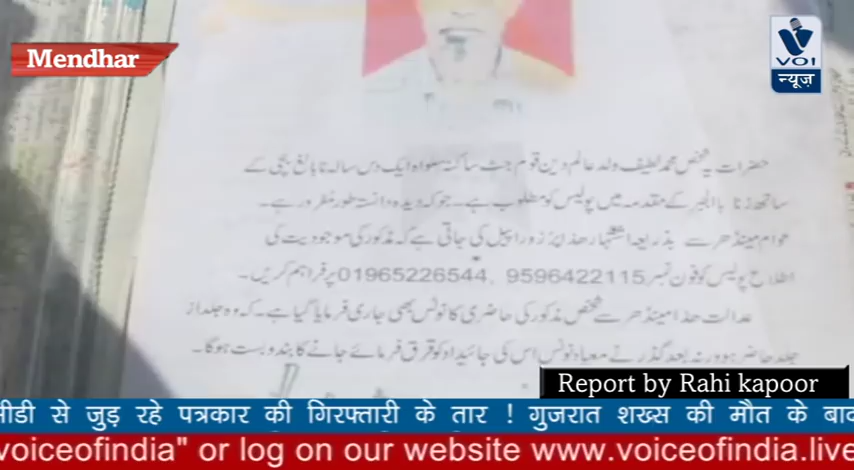 Mendhar
VOI
न्यूज़
حضرات یہ شخص محمد لطیف ولد عالم دین قوم جٹ ساکنہ سلواہ ایک دس سالہ نابالغ بچی کے
ساتھ زنا بالجبر کے مقدمہ میں پولیس کو مطلوب ہے۔ جو کہ دیدہ دانستہ طور مفرور ہے۔
عوام مینڈھر سے بذریعہ اشتہار ھذا پرزور اپیل کی جاتی ہے کہ مذکور کی موجودیت کی
اطلاع پولیس کو فون نمبر 9596422115 ,01965226544 پر فراہم کریں۔
عدالت ھذا مینڈھر سے شخص مذکور کی حاضری کا نوٹس بھی جاری فرمایا گیا ہے۔ کہ وہ جلد از
جلد حاضر ہو ورنہ بعد گذرنے معیاد نوٹس اس کی جائیداد کو قرق فرمائے جانے کا بندوبست ہوگا۔
Report by Rahi kapoor
से जुड़ रहे पत्रकार की गिरफ्तारी के तार ! गुजरात शख्स की मौत के बाद
voiceofindia" or log on our website www.voiceofindia.live